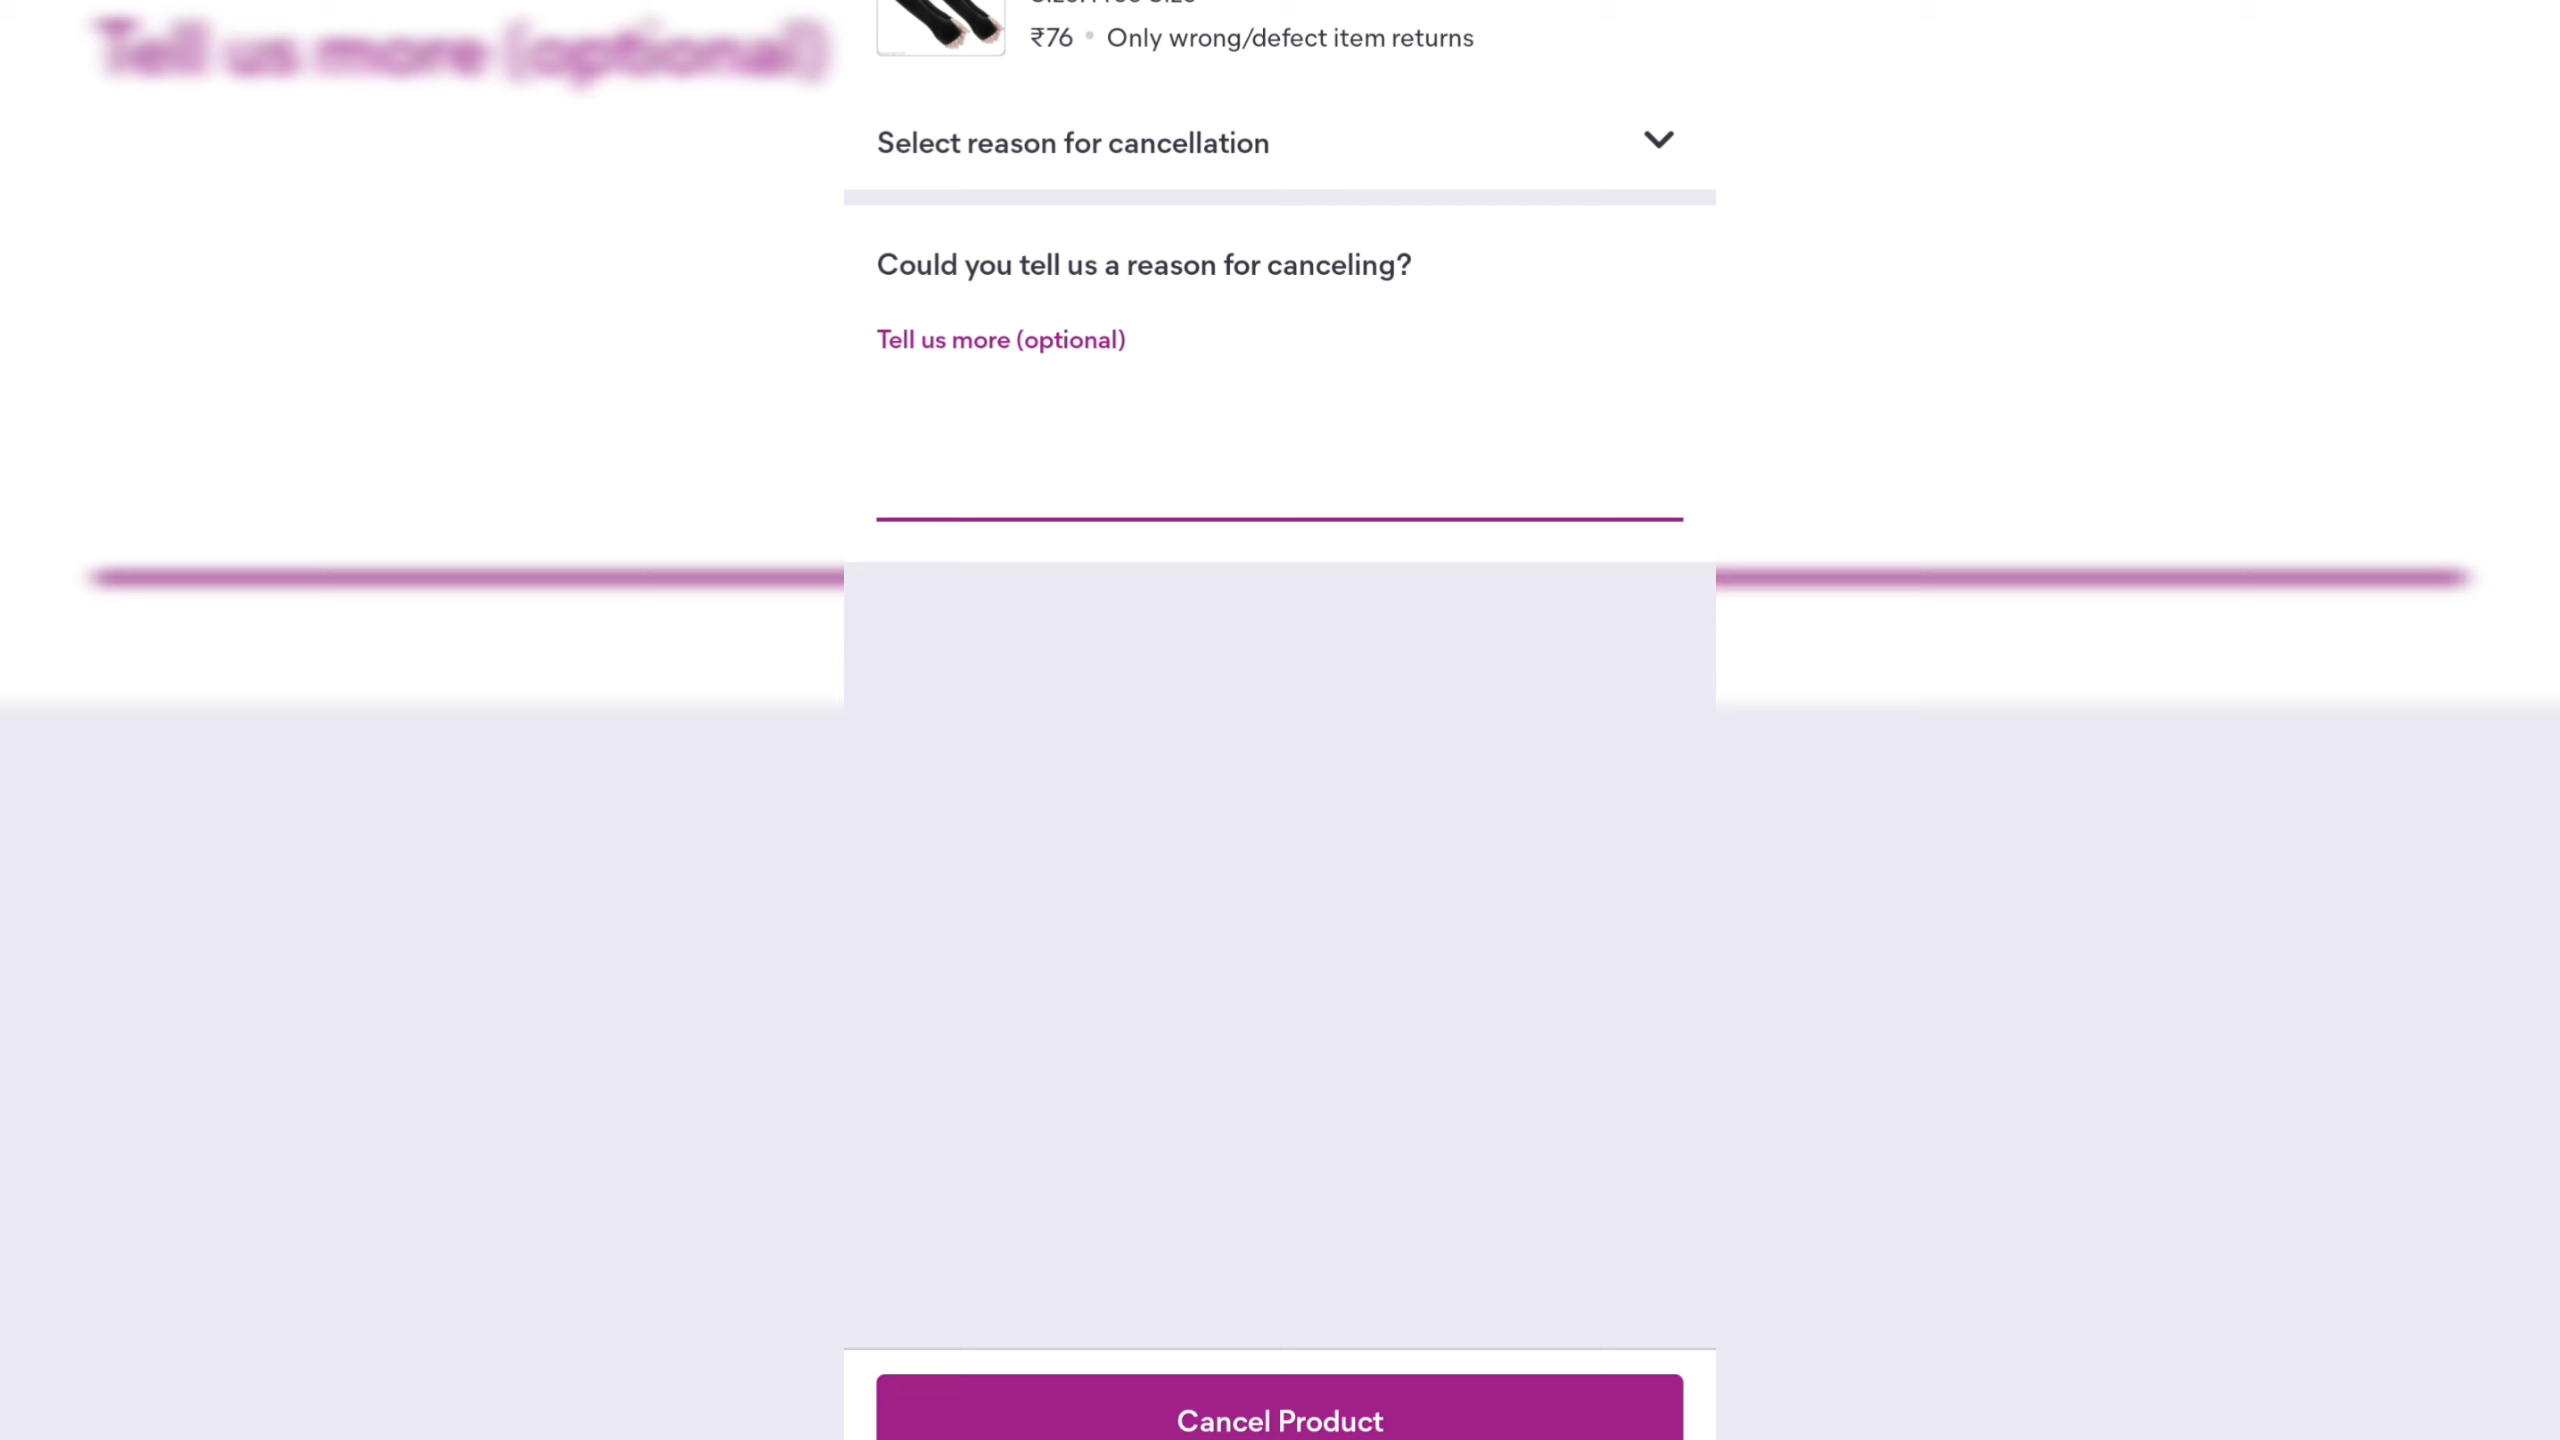 Tell us more (optional)
₹76 • Only wrong/defect item returns
Select reason for cancellation
Could you tell us a reason for canceling?
Tell us more (optional)
Cancel Product